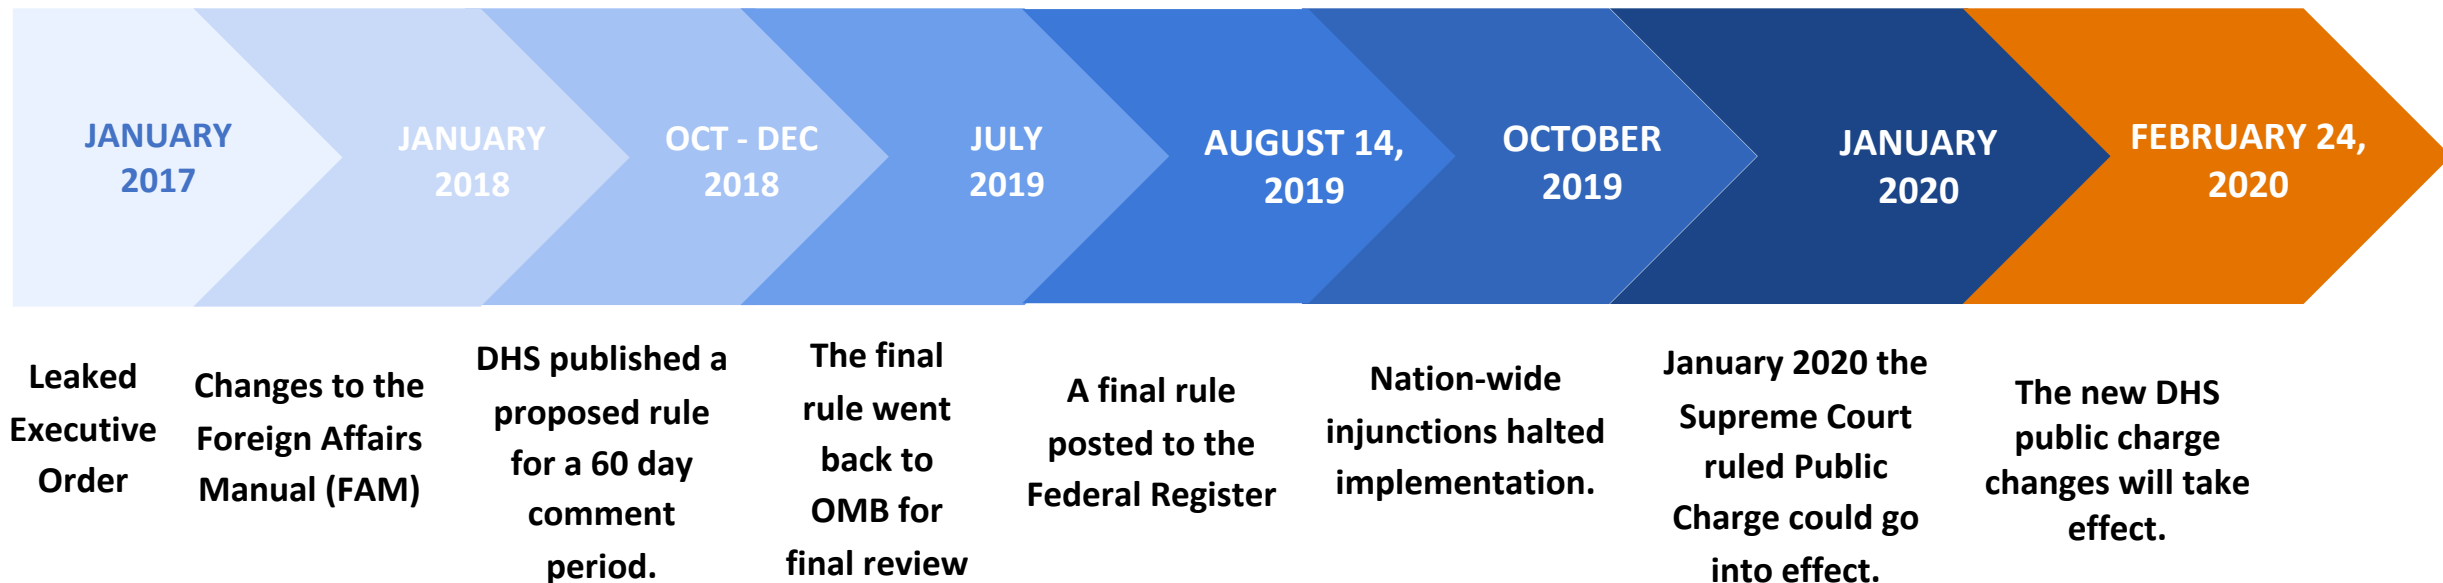 JANUARY
2017
JANUARY
2018
OCT - DEC
2018
JULY
2019
AUGUST 14,
2019
OCTOBER
2019
JANUARY
2020
FEBRUARY 24,
2020
Leaked
Executive
Order
Changes to the
Foreign Affairs
Manual (FAM)
DHS published a
proposed rule
for a 60 day
comment
period.
The final
rule went
back to
OMB for
final review
A final rule
posted to the
Federal Register
Nation-wide
injunctions halted
implementation.
January 2020 the
Supreme Court
ruled Public
Charge could go
into effect.
The new DHS
public charge
changes will take
effect.